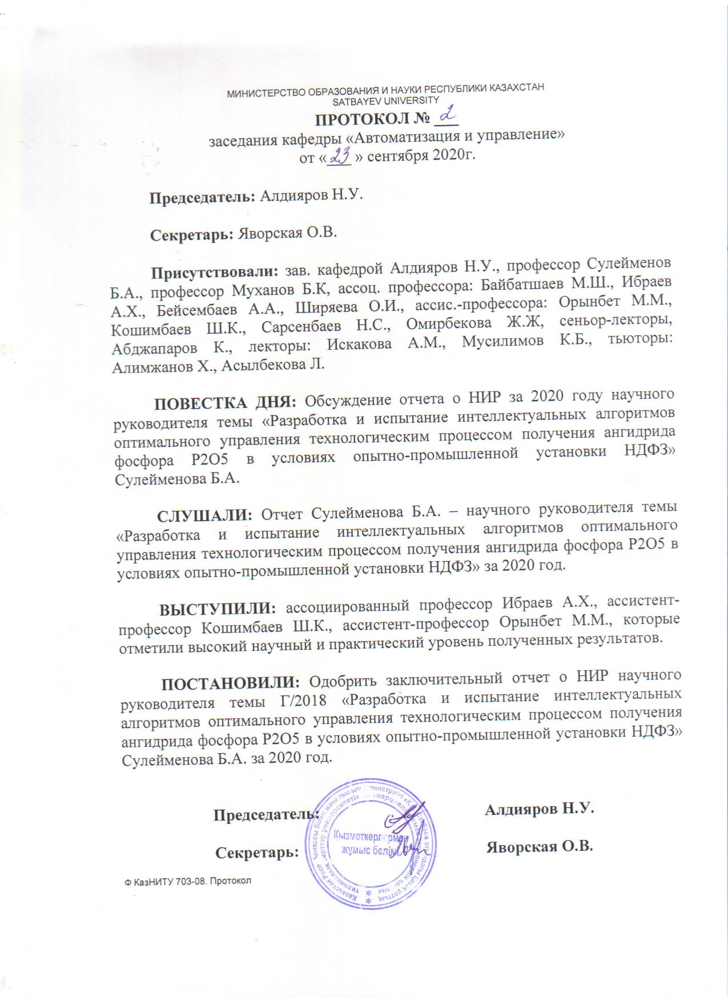 МИНИСТЕРСТВО ОБРАЗОВАНИЯ И НАУКИ РЕСПУБЛИКИ КАЗАХСТАН
SATBAYEV UNIVERSITY
ПРОТОКОЛ № 2
заседания кафедры «Автоматизация и управление»
от «23» сентября 2020г.
Председатель: Алдияров Н.У.
Секретарь: Яворская О.В.
Присутствовали: зав. кафедрой Алдияров Н.У., профессор Сулейменов
Б.А., профессор Муханов Б.К, ассоц. профессора: Байбатшаев М.Ш., Ибраев
А.Х., Бейсембаев А.А., Ширяева О.И., ассис.-профессора: Орынбет М.М.,
Кошимбаев Ш.К., Сарсенбаев Н.С., Омирбекова Ж.Ж, сеньор-лекторы,
Абджапаров К., лекторы: Искакова А.М., Мусилимов К.Б., тьюторы:
Алимжанов Х., Асылбекова Л.
ПОВЕСТКА ДНЯ: Обсуждение отчета о НИР за 2020 году научного
руководителя темы «Разработка и испытание интеллектуальных алгоритмов
оптимального управления технологическим процессом получения ангидрида
фосфора P2O5 в условиях опытно-промышленной установки НДФЗ»
Сулейменова Б.А.
СЛУШАЛИ: Отчет Сулейменова Б.А. – научного руководителя темы
«Разработка и испытание интеллектуальных алгоритмов оптимального
управления технологическим процессом получения ангидрида фосфора P2O5 в
условиях опытно-промышленной установки НДФЗ» за 2020 год.
ВЫСТУПИЛИ: ассоциированный профессор Ибраев А.Х., ассистент-
профессор Кошимбаев Ш.К., ассистент-профессор Орынбет М.М., которые
отметили высокий научный и практический уровень полученных результатов.
ПОСТАНОВИЛИ: Одобрить заключительный отчет о НИР научного
руководителя темы Г/2018 «Разработка и испытание интеллектуальных
алгоритмов оптимального управления технологическим процессом получения
ангидрида фосфора P2O5 в условиях опытно-промышленной установки НДФЗ»
Сулейменова Б.А. за 2020 год.
Председатель: Алдияров Н.У.
Секретарь: Яворская О.В.
Қызметкерлермен
жұмыс бөлімі
Ф КазНИТУ 703-08. Протокол